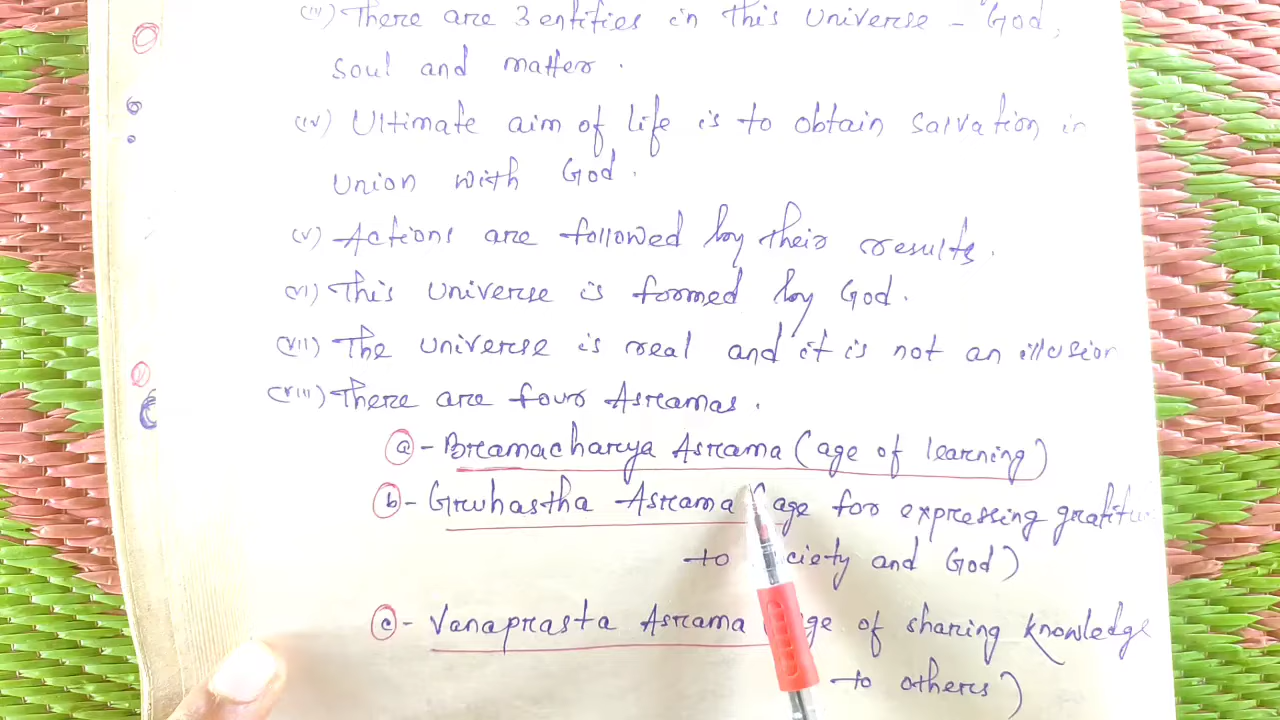 (iii) There are 3 entities in this universe - God,
soul and matter.
(iv) Ultimate aim of life is to obtain salvation in
union with God.
(v) Actions are followed by their results.
(vi) This universe is formed by God.
(vii) The universe is real and it is not an illusion
(viii) There are four Asramas.
(a) - Bramacharya Asrama (age of learning)
(b) - Gruhastha Asrama (age for expressing
to and God)
(c) - Vanaprasta Asrama of sharing knowledge
to others)